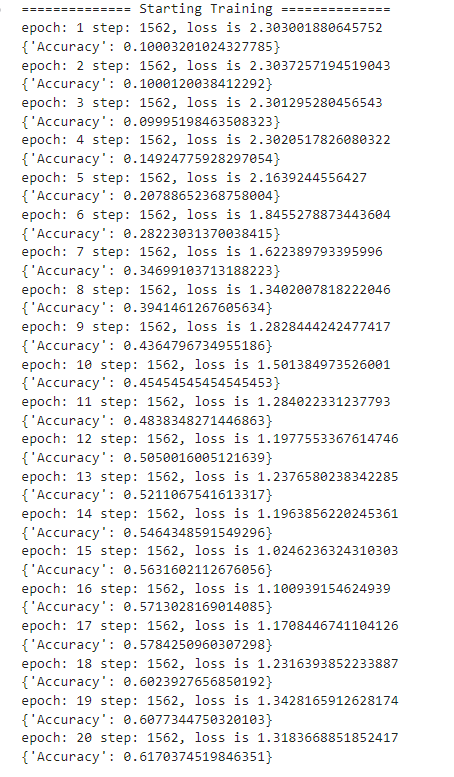 ============== Starting Training ==============
epoch: 1 step: 1562, loss is 2.303001880645752
{'Accuracy': 0.10003201024327785}
epoch: 2 step: 1562, loss is 2.3037257194519043
{'Accuracy': 0.1000120038412292}
epoch: 3 step: 1562, loss is 2.301295280456543
{'Accuracy': 0.09995198463508323}
epoch: 4 step: 1562, loss is 2.3020517826080322
{'Accuracy': 0.14924775928297054}
epoch: 5 step: 1562, loss is 2.1639244556427
{'Accuracy': 0.20788652368758004}
epoch: 6 step: 1562, loss is 1.8455278873443604
{'Accuracy': 0.28223031370038415}
epoch: 7 step: 1562, loss is 1.622389793395996
{'Accuracy': 0.34699103713188223}
epoch: 8 step: 1562, loss is 1.3402007818222046
{'Accuracy': 0.3941461267605634}
epoch: 9 step: 1562, loss is 1.2828444242477417
{'Accuracy': 0.4364796734955186}
epoch: 10 step: 1562, loss is 1.501384973526001
{'Accuracy': 0.45454545454545453}
epoch: 11 step: 1562, loss is 1.284022331237793
{'Accuracy': 0.4838348271446863}
epoch: 12 step: 1562, loss is 1.1977553367614746
{'Accuracy': 0.5050016005121639}
epoch: 13 step: 1562, loss is 1.2376580238342285
{'Accuracy': 0.5211067541613317}
epoch: 14 step: 1562, loss is 1.1963856220245361
{'Accuracy': 0.5464348591549296}
epoch: 15 step: 1562, loss is 1.0246236324310303
{'Accuracy': 0.5631602112676056}
epoch: 16 step: 1562, loss is 1.100939154624939
{'Accuracy': 0.5713028169014085}
epoch: 17 step: 1562, loss is 1.1708446741104126
{'Accuracy': 0.5784250960307298}
epoch: 18 step: 1562, loss is 1.2316393852233887
{'Accuracy': 0.6023927656850192}
epoch: 19 step: 1562, loss is 1.3428165912628174
{'Accuracy': 0.6077344750320103}
epoch: 20 step: 1562, loss is 1.3183668851852417
{'Accuracy': 0.6170374519846351}